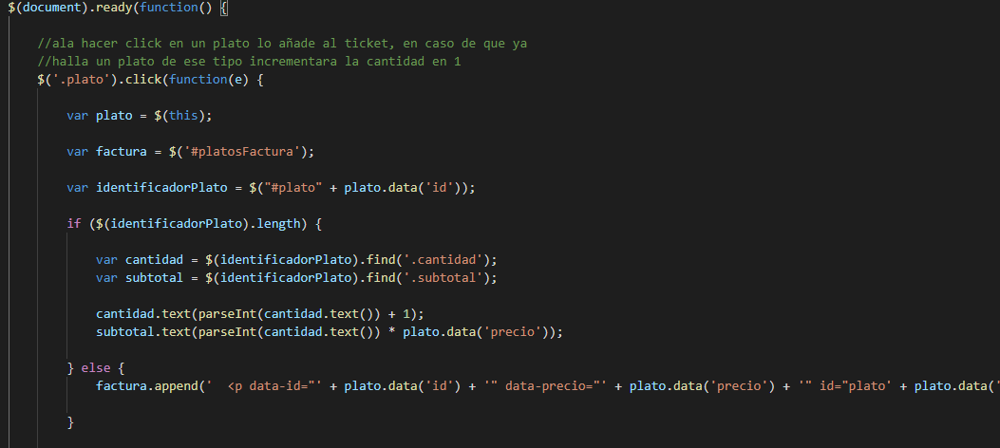 $(document).ready(function() {
//ala hacer click en un plato lo añade al ticket, en caso de que ya
//halla un plato de ese tipo incrementara la cantidad en 1
$('.plato').click(function(e) {
var plato = $(this);
var factura = $('#platosFactura');
var identificadorPlato = $("#plato" + plato.data('id'));
if ($(identificadorPlato).length) {
var cantidad = $(identificadorPlato).find('.cantidad');
var subtotal = $(identificadorPlato).find('.subtotal');
cantidad.text(parseInt(cantidad.text()) + 1);
subtotal.text(parseInt(cantidad.text()) * plato.data('precio'));
} else {
factura.append('  <p data-id="' + plato.data('id') + '" data-precio="' + plato.data('precio') + '" id="plato' + plato.data('
}